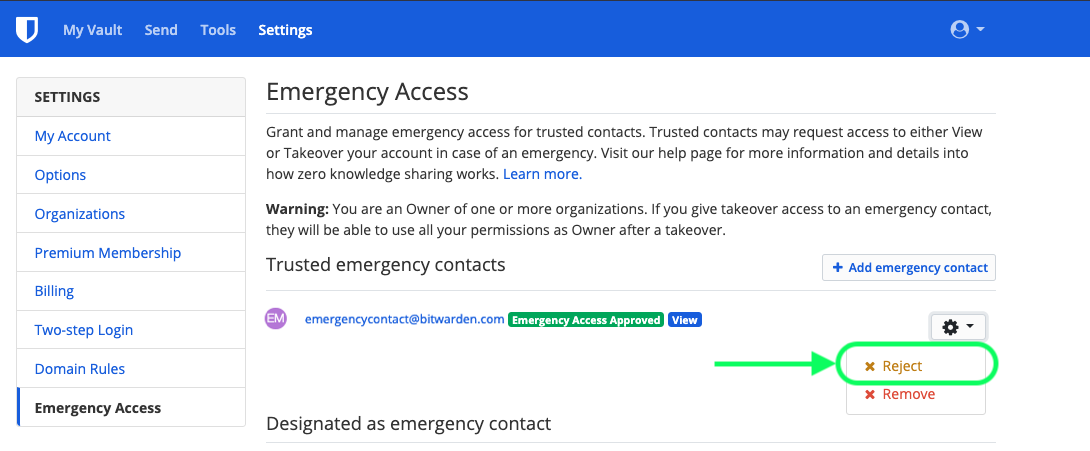 My Vault Send Tools Settings
SETTINGS
My Account
Options
Organizations
Premium Membership
Billing
Two-step Login
Domain Rules
Emergency Access
Emergency Access
Grant and manage emergency access for trusted contacts. Trusted contacts may request access to either View
or Takeover your account in case of an emergency. Visit our help page for more information and details into
how zero knowledge sharing works. Learn more.
Warning: You are an Owner of one or more organizations. If you give takeover access to an emergency contact,
they will be able to use all your permissions as Owner after a takeover.
Trusted emergency contacts
Add emergency contact
EM emergencycontact@bitwarden.com Emergency Access Approved View
Reject
Remove
Designated as emergency contact